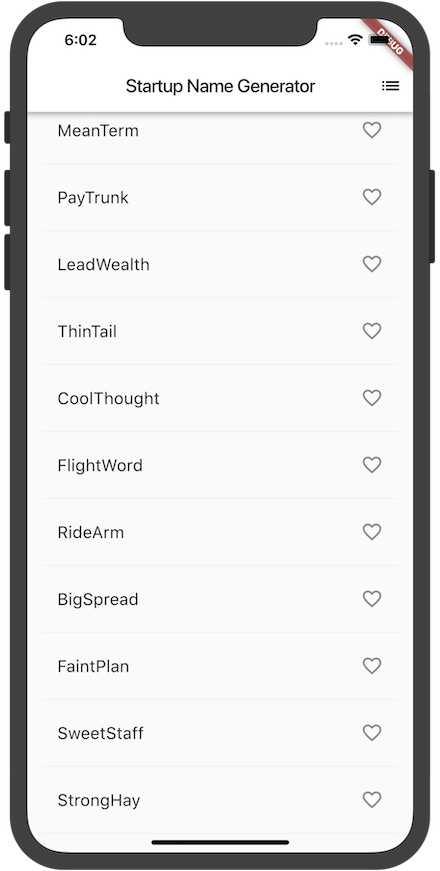 6:02
DEBUG
Startup Name Generator
MeanTerm
PayTrunk
LeadWealth
ThinTail
CoolThought
FlightWord
RideArm
BigSpread
FaintPlan
SweetStaff
StrongHay